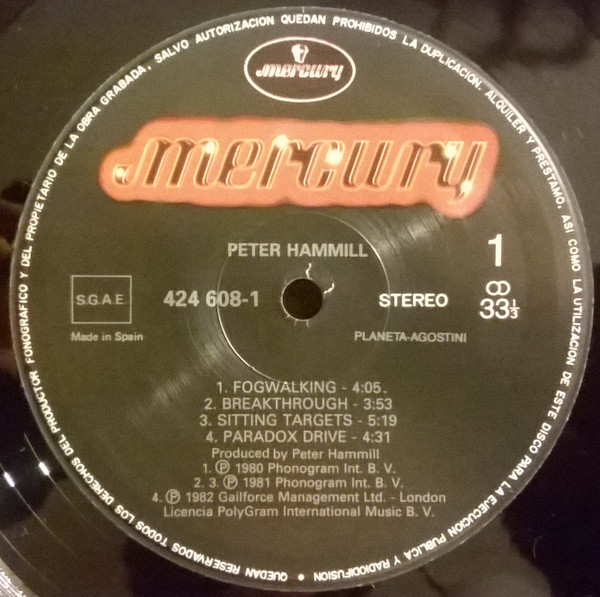 QUEDAN RESERVADOS TODOS LOS DERECHOS DEL PRODUCTOR FONOGRAFICO Y DEL PROPIETARIO DE LA OBRA GRABADA, SALVO AUTORIZACION QUEDAN PROHIBIDOS LA DUPLICACION, ALQUILER Y PRESTAMO, ASI COMO LA UTILIZACION DE ESTE DISCO PARA LA EJECUCION PUBLICA Y RADIODIFUSION •
mercury
mercury
PETER HAMMILL
1
S.G.A.E.
424 608-1
STEREO
33⅓
Made in Spain
PLANETA-AGOSTINI
1. FOGWALKING - 4:05.
2. BREAKTHROUGH - 3:53
3. SITTING TARGETS - 5:19
4. PARADOX DRIVE - 4:31
Produced by Peter Hammill
1. ℗ 1980 Phonogram Int. B. V.
2. 3. ℗ 1981 Phonogram Int. B. V.
4. ℗ 1982 Gailforce Management Ltd. - London
Licencia PolyGram International Music B. V.